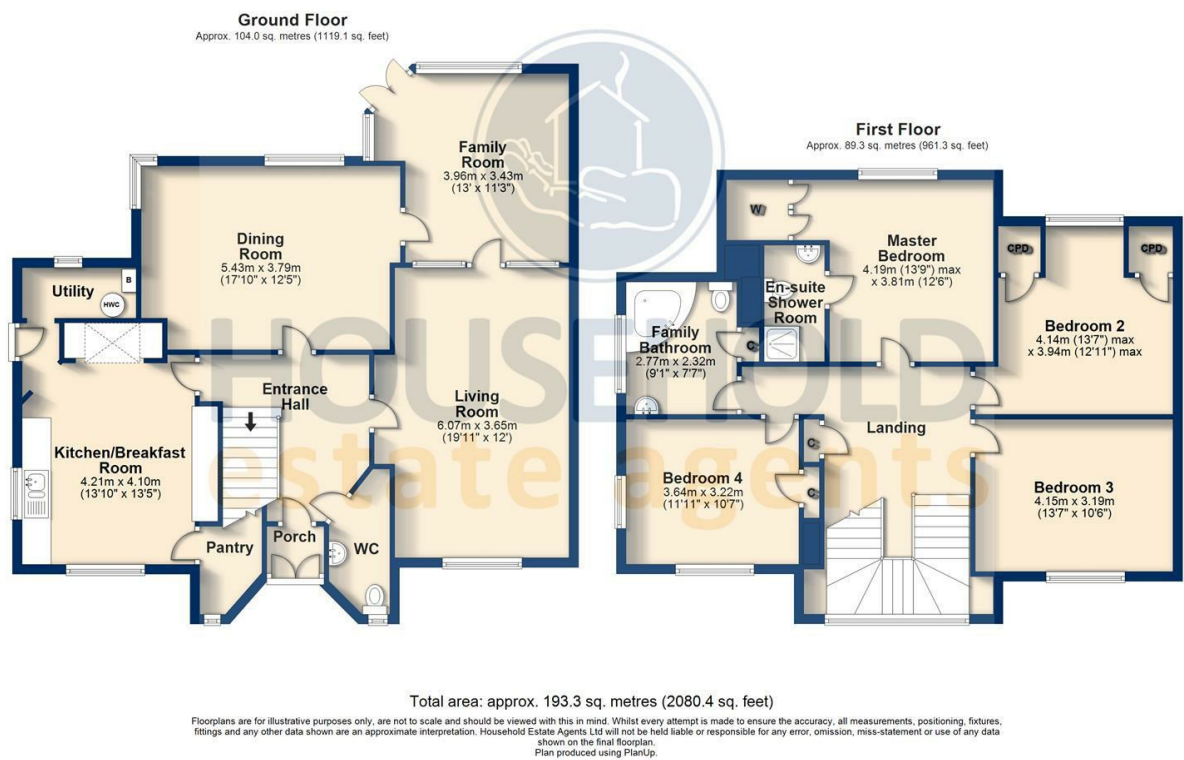 Ground Floor
Approx. 104.0 sq. metres (1119.1 sq. feet)
Family
Room
3.96m x 3.43m
(13' x 11'3")
Dining
Room
5.43m x 3.79m
(17'10" x 12'5")
Utility
B
HWC
Entrance
Hall
Living
Room
6.07m x 3.65m
(19'11" x 12')
Kitchen/Breakfast
Room
4.21m x 4.10m
(13'10" x 13'5")
Pantry
Porch
WC
First Floor
Approx. 89.3 sq. metres (961.3 sq. feet)
W
Master
Bedroom
4.19m (13'9") max
x 3.81m (12'6")
CPD
CPD
En-suite
Shower
Room
Family
Bathroom
2.77m x 2.32m
(9'1" x 7'7")
C
Bedroom 2
4.14m (13'7") max
x 3.94m (12'11") max
Landing
C
C
Bedroom 4
3.64m x 3.22m
(11'11" x 10'7")
Bedroom 3
4.15m x 3.19m
(13'7" x 10'6")
HOUSEHOLD
estate agents
Total area: approx. 193.3 sq. metres (2080.4 sq. feet)
Floorplans are for illustrative purposes only, are not to scale and should be viewed with this in mind. Whilst every attempt is made to ensure the accuracy, all measurements, positioning, fixtures,
fittings and any other data shown are an approximate interpretation. Household Estate Agents Ltd will not be held liable or responsible for any error, omission, miss-statement or use of any data
shown on the final floorplan.
Plan produced using PlanUp.